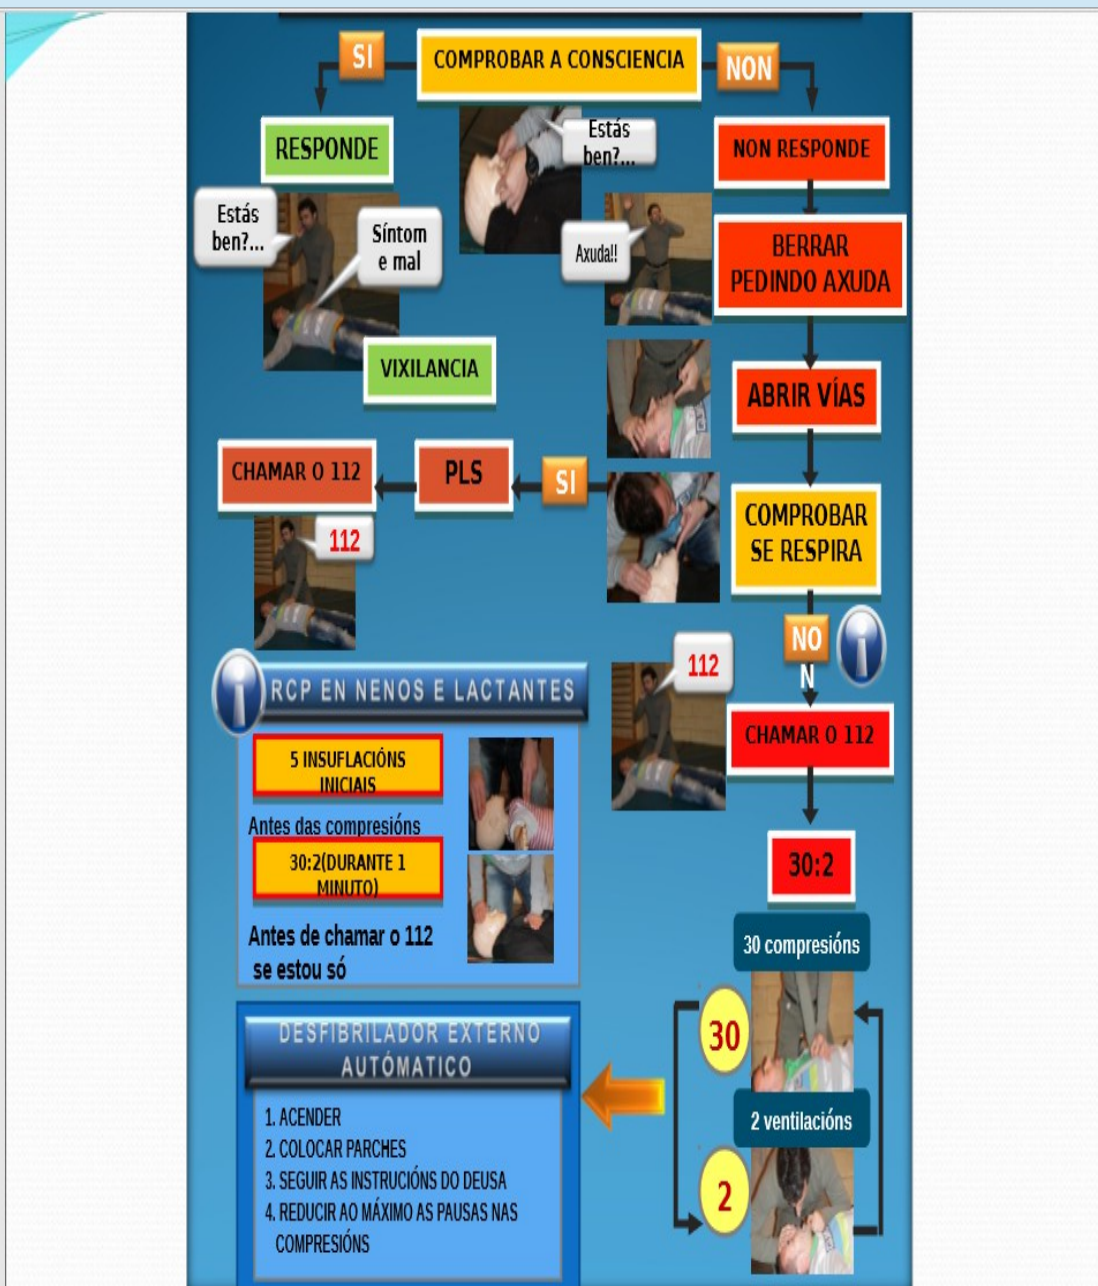 SI
COMPROBAR A CONSCIENCIA
NON
RESPONDE
Estás
ben?...
NON RESPONDE
Estás
ben?...
Síntom
e mal
Axuda!!
BERRAR
PEDINDO AXUDA
VIXILANCIA
ABRIR VÍAS
CHAMAR O 112
PLS
SI
COMPROBAR
SE RESPIRA
112
NO
N
i
112
CHAMAR O 112
i
RCP EN NENOS E LACTANTES
5 INSUFLACIÓNS
INICIAIS
Antes das compresións
30:2(DURANTE 1
MINUTO)
Antes de chamar o 112
se estou só
30:2
30 compresións
30
2 ventilacións
2
DESFIBRILADOR EXTERNO
AUTÓMATICO
1. ACENDER
2. COLOCAR PARCHES
3. SEGUIR AS INSTRUCIÓNS DO DEUSA
4. REDUCIR AO MÁXIMO AS PAUSAS NAS
COMPRESIÓNS